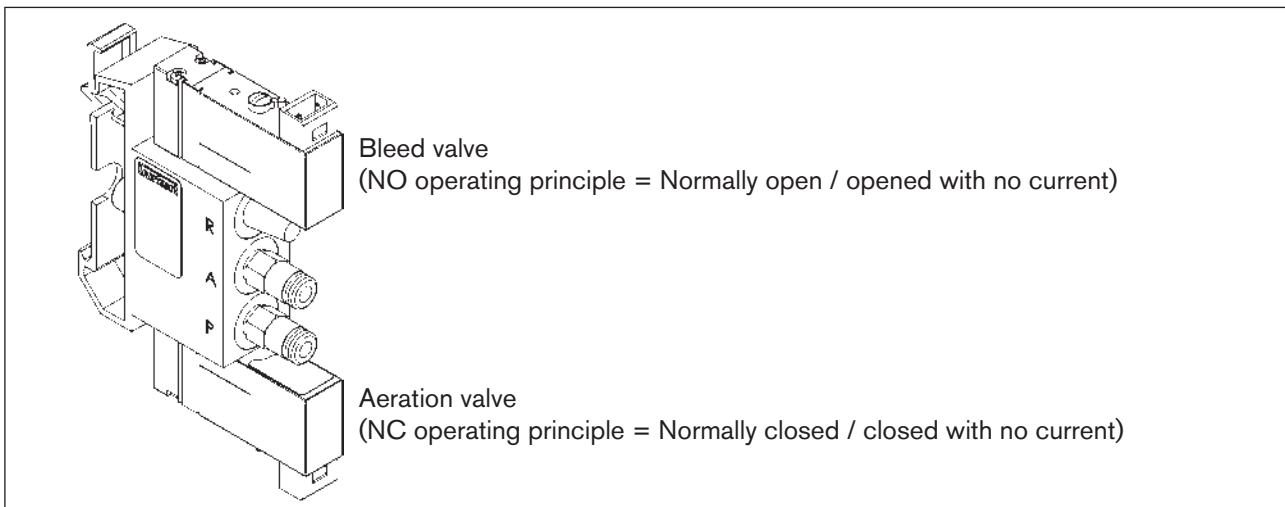 Bleed valve
(NO operating principle = Normally open / opened with no current)
R
A
P
Aeration valve
(NC operating principle = Normally closed / closed with no current)